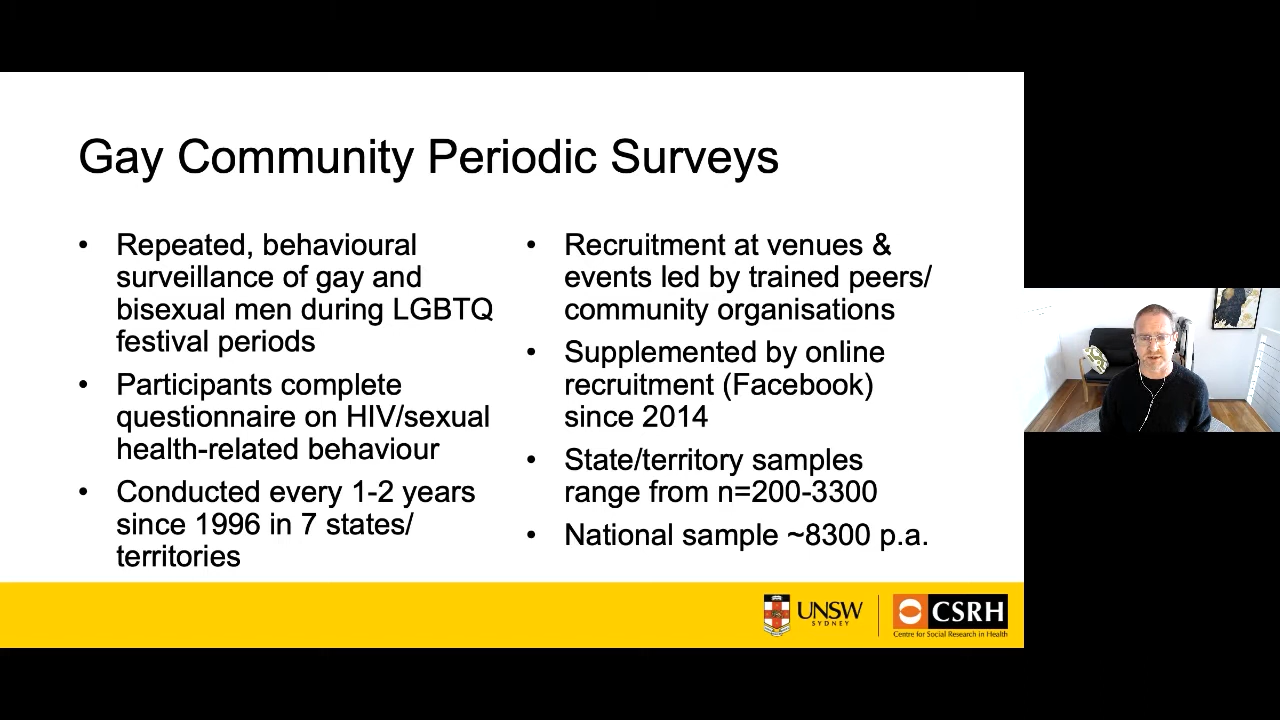 Gay Community Periodic Surveys
• Repeated, behavioural
surveillance of gay and
bisexual men during LGBTQ
festival periods
• Participants complete
questionnaire on HIV/sexual
health-related behaviour
• Conducted every 1-2 years
since 1996 in 7 states/
territories
• Recruitment at venues &
events led by trained peers/
community organisations
• Supplemented by online
recruitment (Facebook)
since 2014
• State/territory samples
range from n=200-3300
• National sample ~8300 p.a.
UNSW
SYDNEY
CSRH
Centre for Social Research in Health